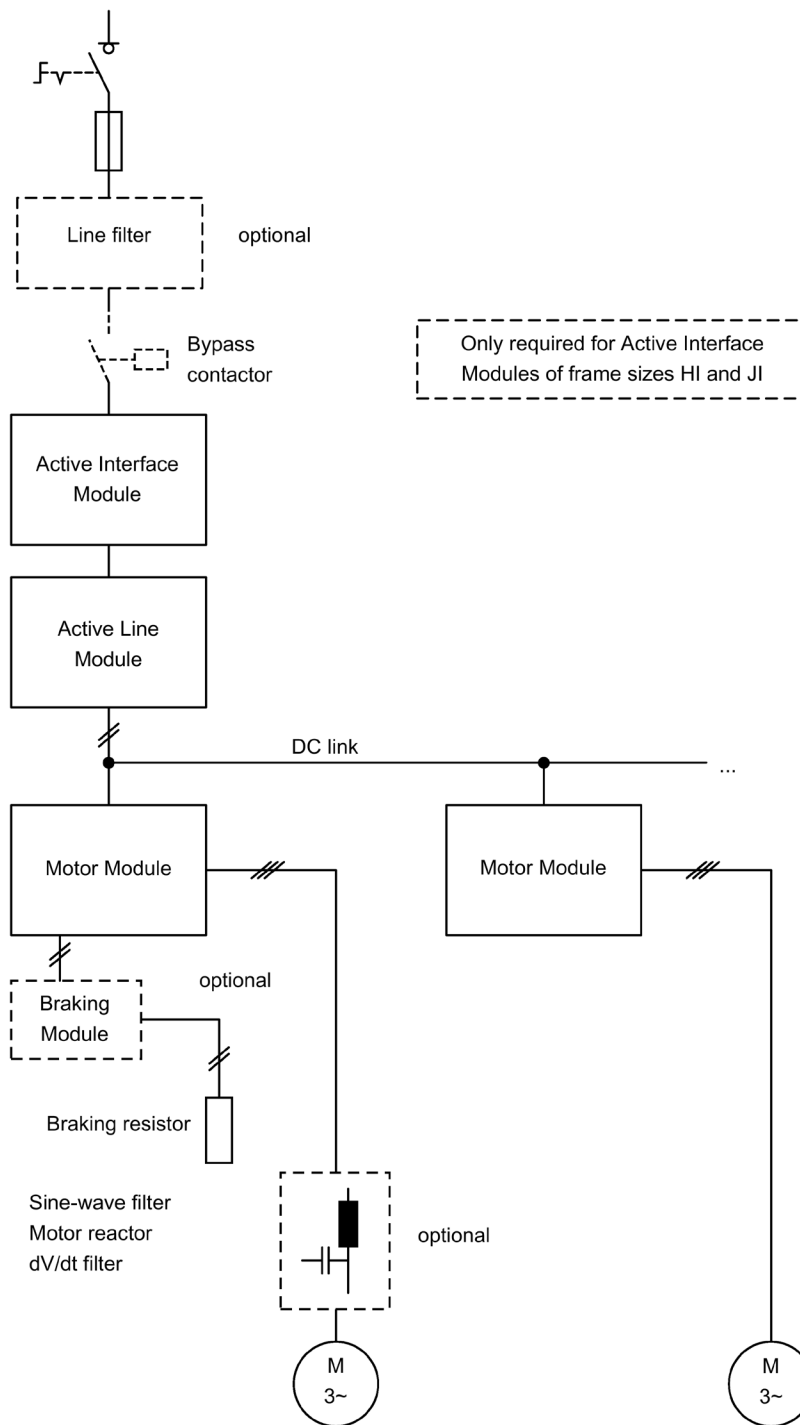 Line filter
optional
Bypass
contactor
Only required for Active Interface
Modules of frame sizes HI and JI
Active Interface
Module
Active Line
Module
DC link
...
Motor Module
Motor Module
optional
Braking
Module
Braking resistor
Sine-wave filter
Motor reactor
dV/dt filter
optional
M
3~
M
3~